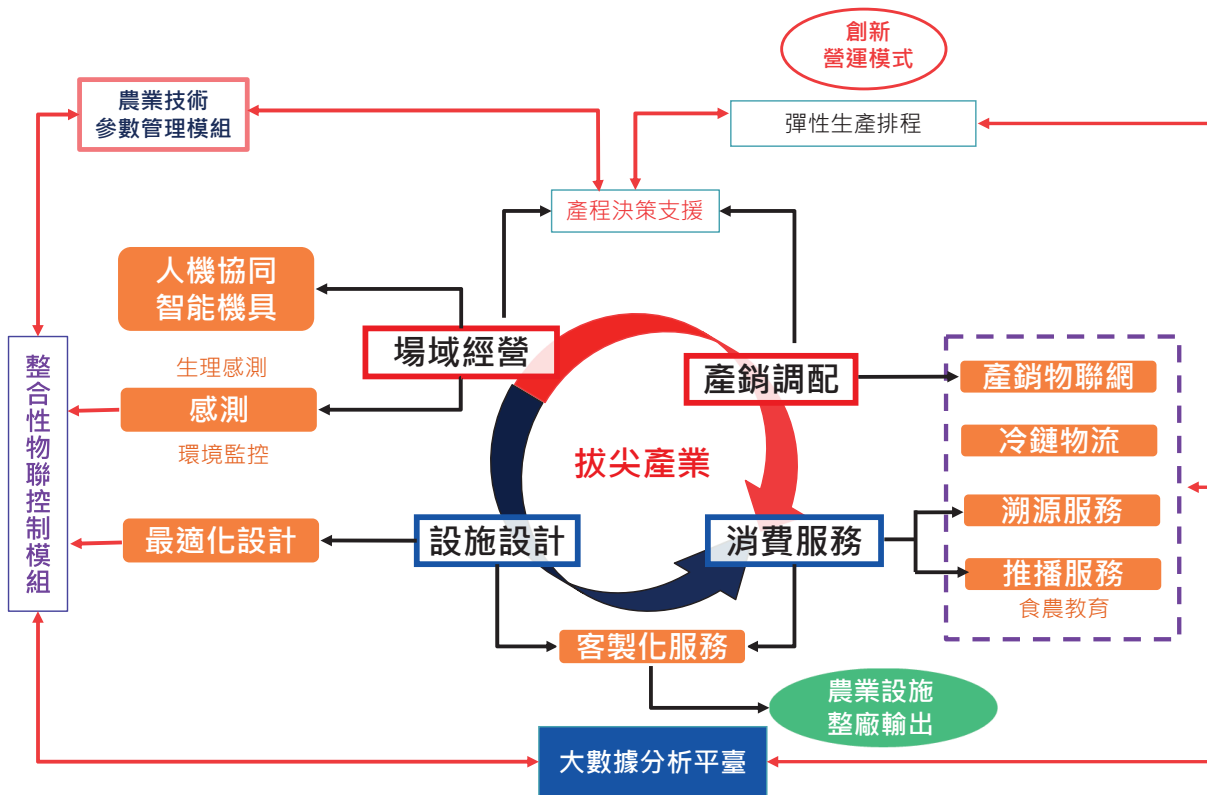 創新
營運模式
農業技術
參數管理模組
彈性生產排程
產程決策支援
人機協同
智能機具
場域經營
產銷調配
產銷物聯網
生理感測
感測
環境監控
冷鏈物流
整合性物聯控制模組
拔尖產業
溯源服務
最適化設計
設施設計
消費服務
推播服務
食農教育
客製化服務
農業設施
整廠輸出
大數據分析平臺